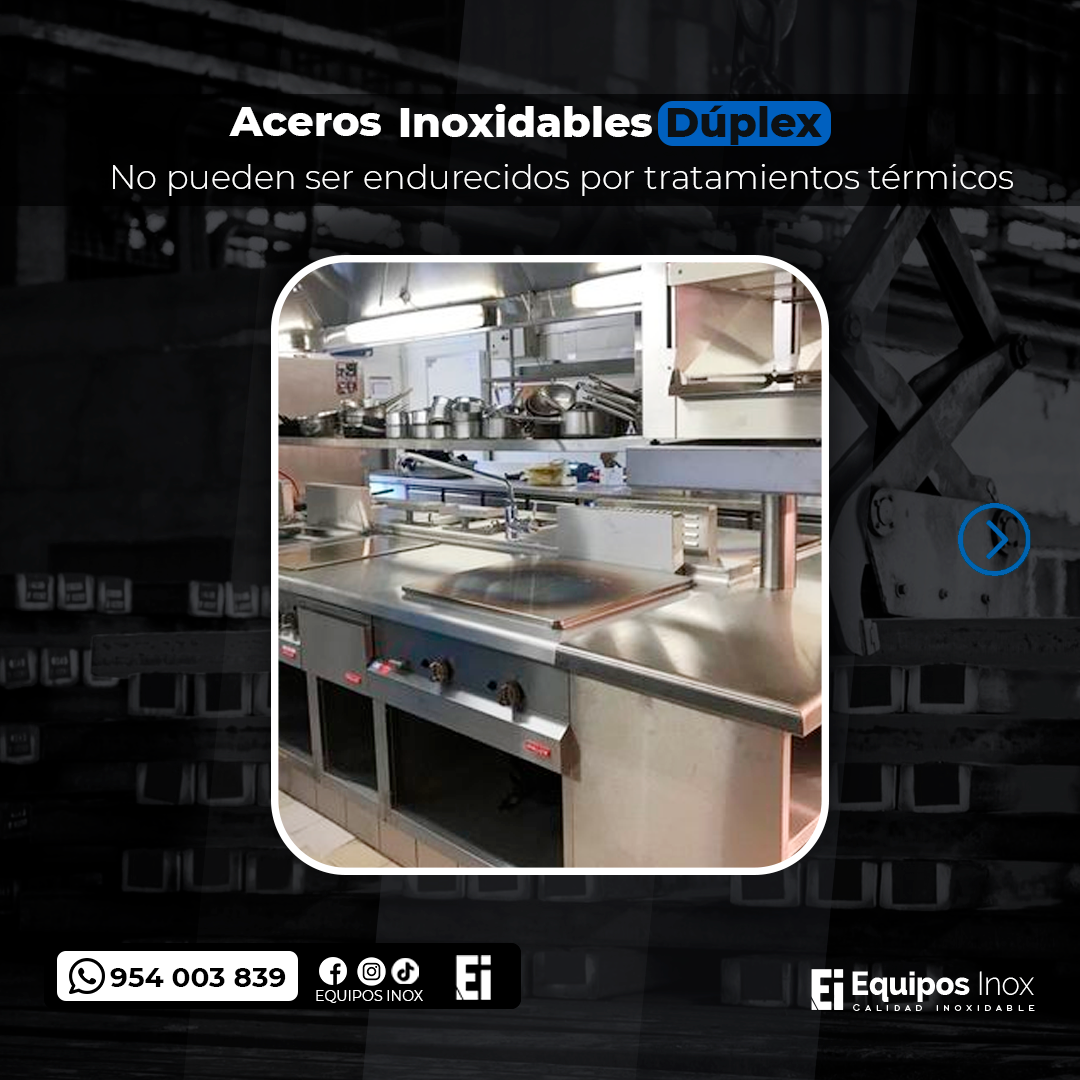 Aceros Inoxidables Dúplex
No pueden ser endurecidos por tratamientos térmicos
954 003 839
EQUIPOS INOX
Ei
Ei Equipos Inox
CALIDAD INOXIDABLE